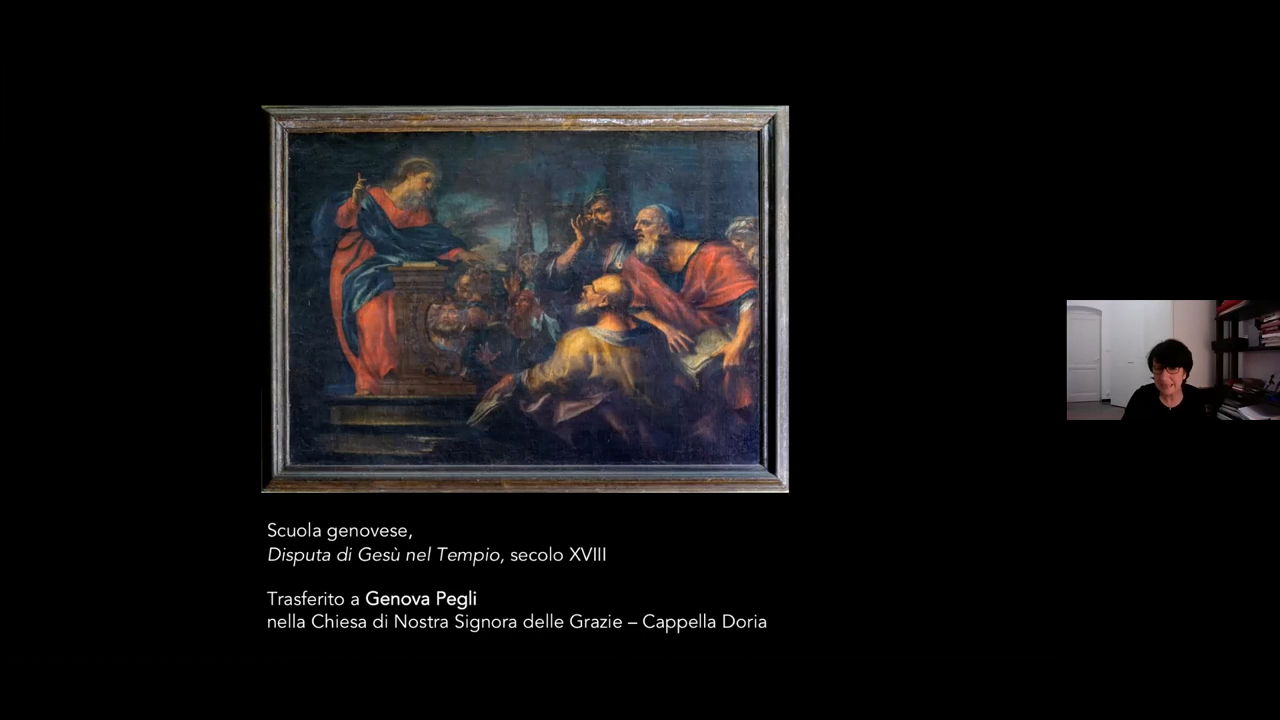 Scuola genovese,
Disputa di Gesù nel Tempio, secolo XVIII
Trasferito a Genova Pegli
nella Chiesa di Nostra Signora delle Grazie – Cappella Doria